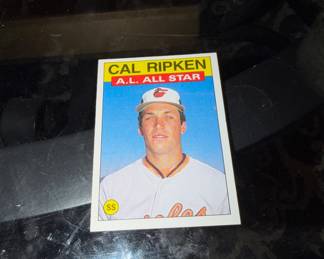 CAL RIPKEN
A.L. ALL STAR
SS